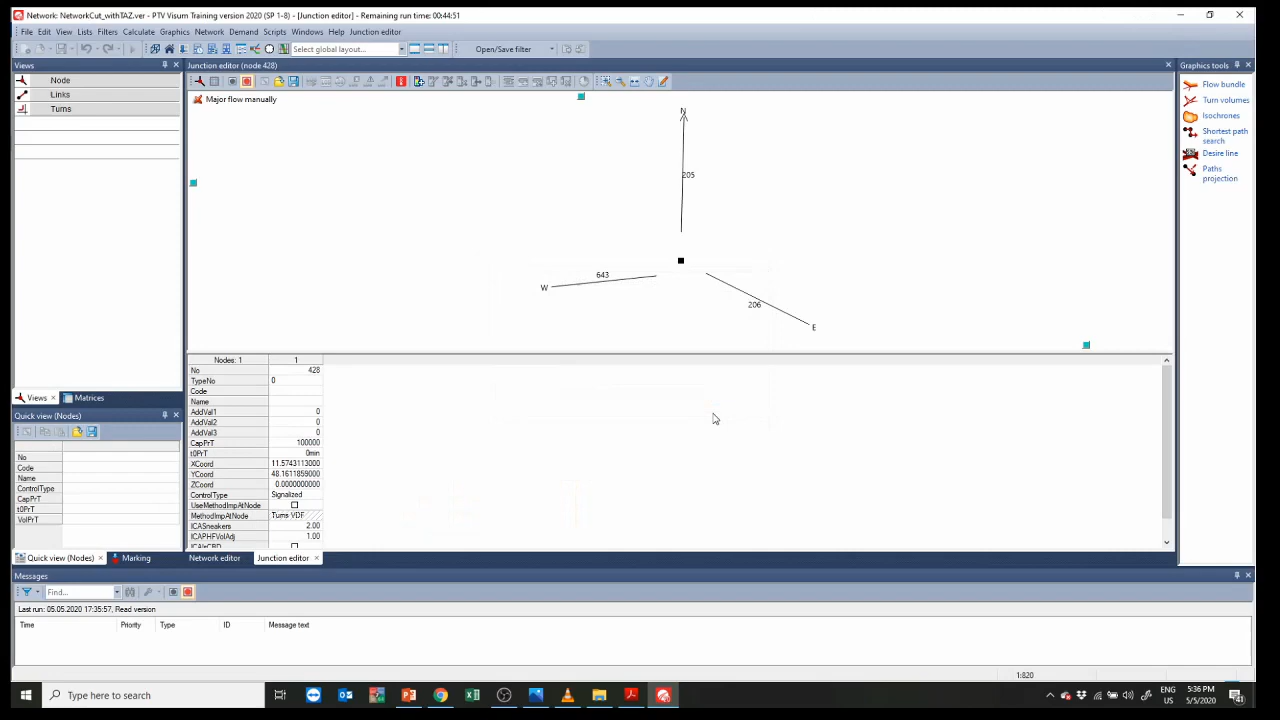 Network: NetworkCut_withTAZ.ver - PTV Visum Training version 2020 (SP 1-8) - [Junction editor] - Remaining run time: 00:44:51
File Edit View Lists Filters Calculate Graphics Network Demand Scripts Windows Help Junction editor
Select global layout...
Open/Save filter
Views
Node
Links
Turns
Junction editor (node 428)
Major flow manually
N
205
643
W
206
E
Graphics tools
Flow bundle
Turn volumes
Isochrones
Shortest path
search
Desire line
Paths
projection
Views
Matrices
Quick view (Nodes)
No
Code
Name
ControlType
CapPrT
t0PrT
VolPrT
Nodes: 1 1
No 428
TypeNo 0
Code
Name
AddVal1 0
AddVal2 0
AddVal3 0
CapPrT 100000
t0PrT 0min
XCoord 11.5743113000
YCoord 48.1611859000
ZCoord 0.0000000000
ControlType Signalized
UseMethodImpAtNode
MethodImpAtNode Turns VDF
ICASneakers 2.00
ICAPHFVolAdj 1.00
Quick view (Nodes)
Marking
Network editor
Junction editor
Messages
Find...
Last run: 05.05.2020 17:35:57, Read version
Time Priority Type ID Message text
1:820
Type here to search
ENG
US
5:36 PM
5/5/2020